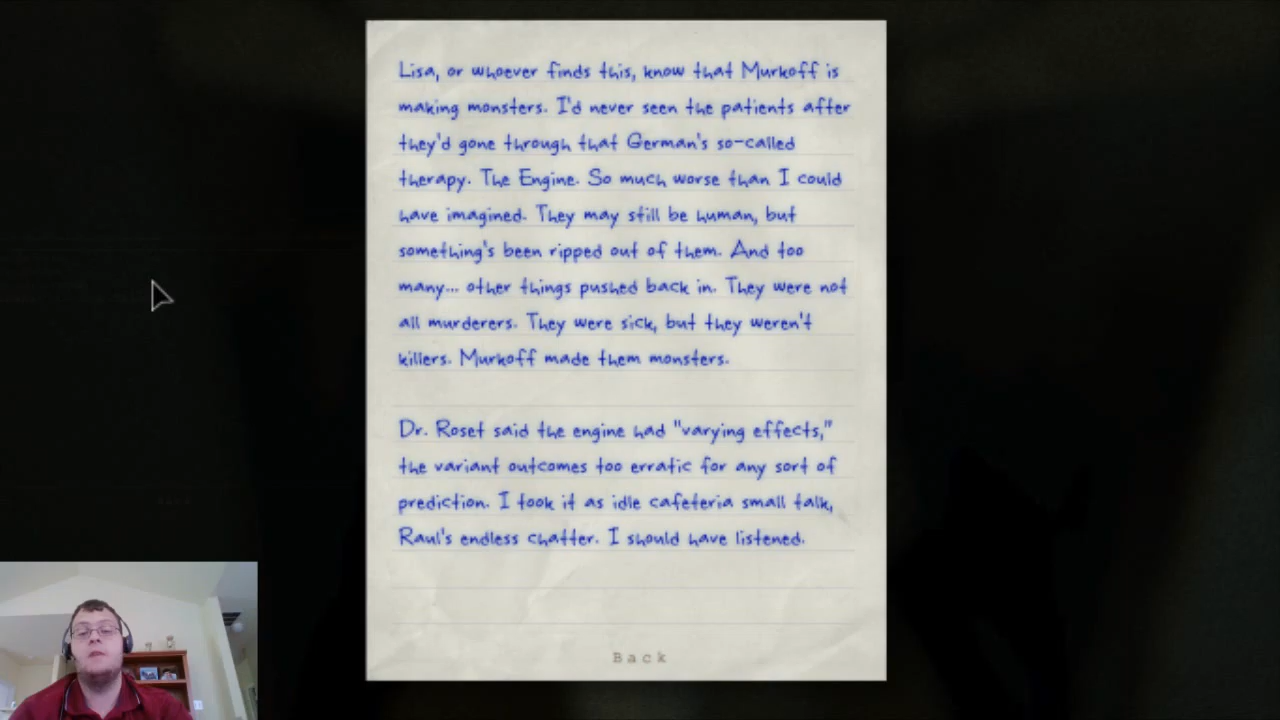 Lisa, or whoever finds this, know that Murkoff is
making monsters. I'd never seen the patients after
they'd gone through that German's so-called
therapy. The Engine. So much worse than I could
have imagined. They may still be human, but
something's been ripped out of them. And too
many... other things pushed back in. They were not
all murderers. They were sick, but they weren't
killers. Murkoff made them monsters.
Dr. Roset said the engine had "varying effects,"
the variant outcomes too erratic for any sort of
prediction. I took it as idle cafeteria small talk,
Raul's endless chatter. I should have listened.
Back